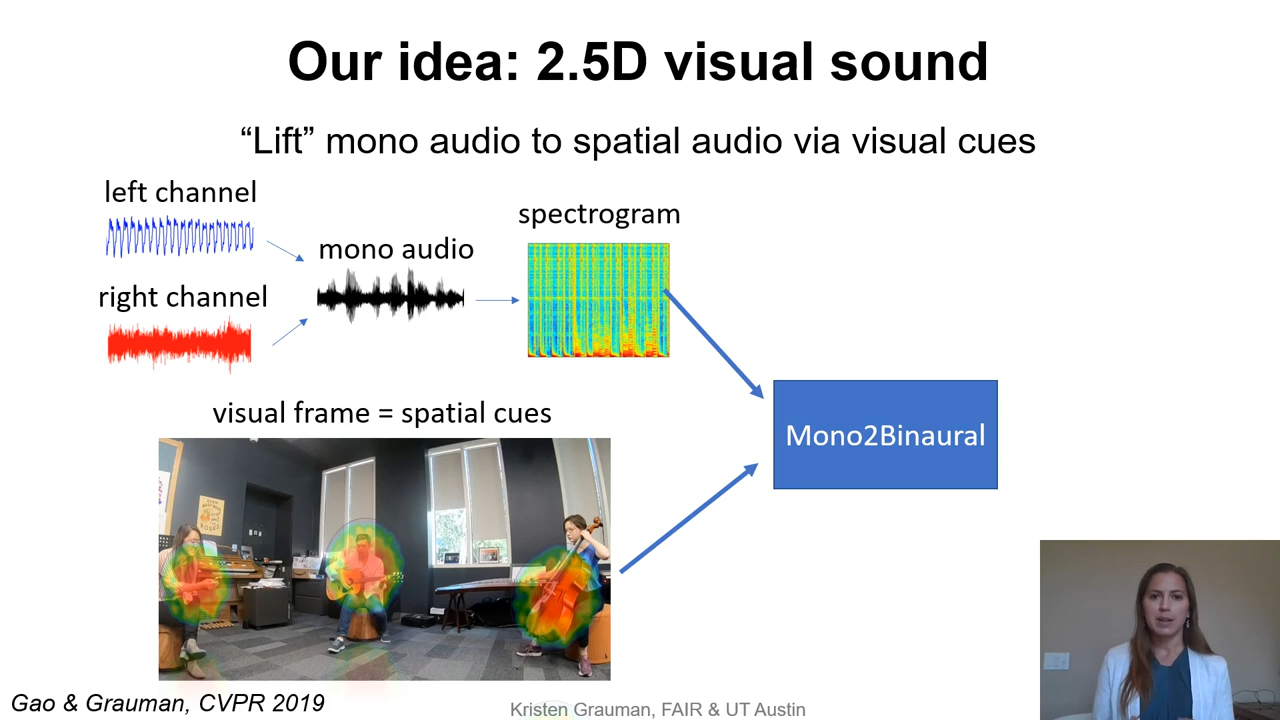 Our idea: 2.5D visual sound
“Lift” mono audio to spatial audio via visual cues
left channel
right channel
mono audio
spectrogram
visual frame = spatial cues
Mono2Binaural
Gao & Grauman, CVPR 2019
Kristen Grauman, FAIR & UT Austin